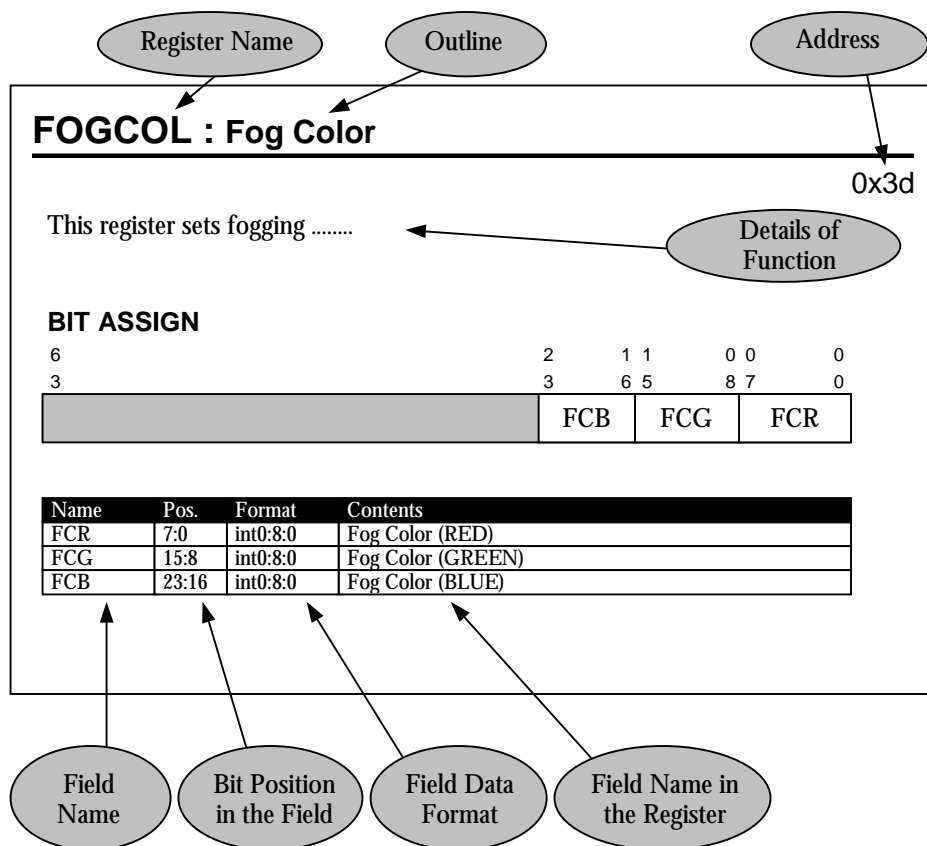 Register Name Outline Address
FOGCOL : Fog Color
0x3d
This register sets fogging ........
Details of
Function
BIT ASSIGN
6 2 1 1 0 0 0
3 3 6 5 8 7 0
FCB FCG FCR
Name Pos. Format Contents
FCR 7:0 int0:8:0 Fog Color (RED)
FCG 15:8 int0:8:0 Fog Color (GREEN)
FCB 23:16 int0:8:0 Fog Color (BLUE)
Field
Name
Bit Position
in the Field
Field Data
Format
Field Name in
the Register